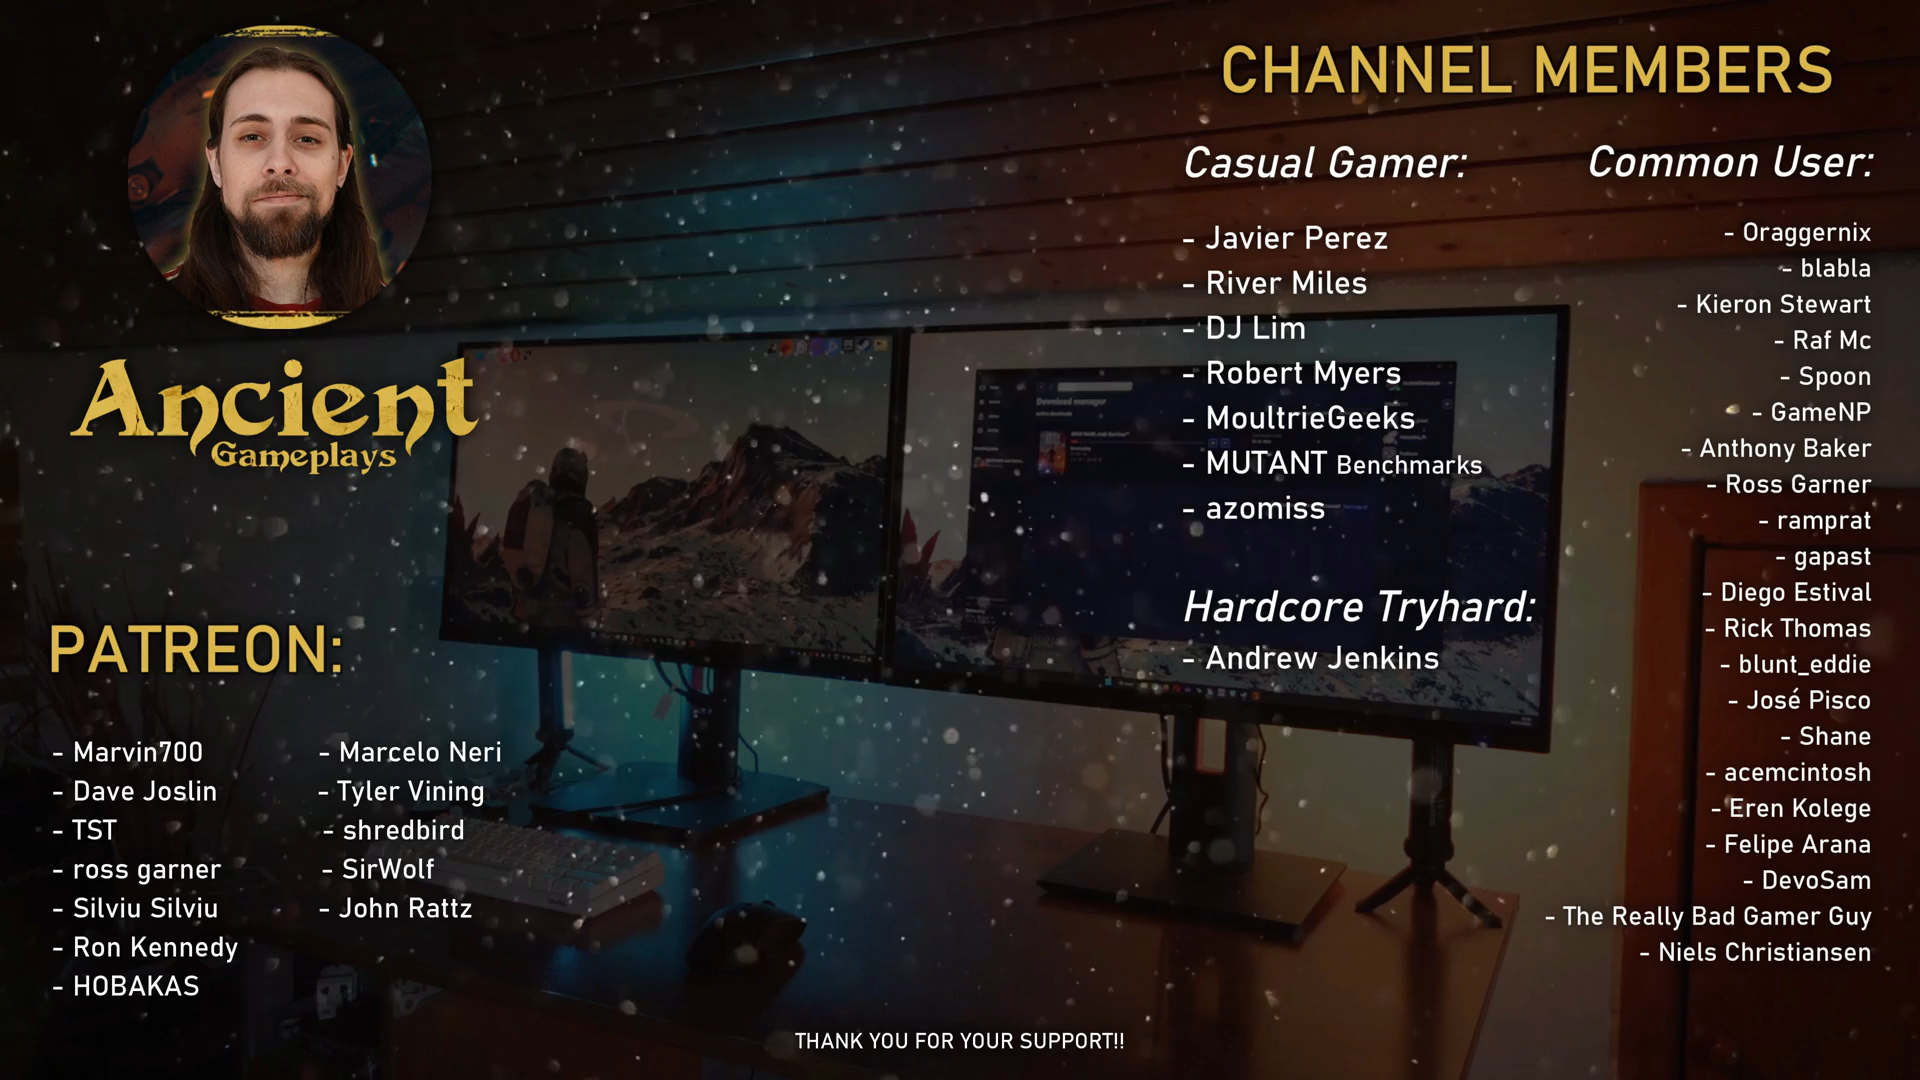 Ancient
Gameplays
PATREON:
- Marvin700
- Dave Joslin
- TST
- ross garner
- Silviu Silviu
- Ron Kennedy
- HOBAKAS
- Marcelo Neri
- Tyler Vining
- shredbird
- SirWolf
- John Rattz
CHANNEL MEMBERS
Casual Gamer:
- Javier Perez
- River Miles
- DJ Lim
- Robert Myers
- MoultrieGeeks
- MUTANT Benchmarks
- azomiss
Hardcore Tryhard:
- Andrew Jenkins
Common User:
- Oraggernix
- blabla
- Kieron Stewart
- Raf Mc
- Spoon
- GameNP
- Anthony Baker
- Ross Garner
- ramprat
- gapast
- Diego Estival
- Rick Thomas
- blunt_eddie
- José Pisco
- Shane
- acemcintosh
- Eren Kolege
- Felipe Arana
- DevoSam
- The Really Bad Gamer Guy
- Niels Christiansen
Download manager
THANK YOU FOR YOUR SUPPORT!!